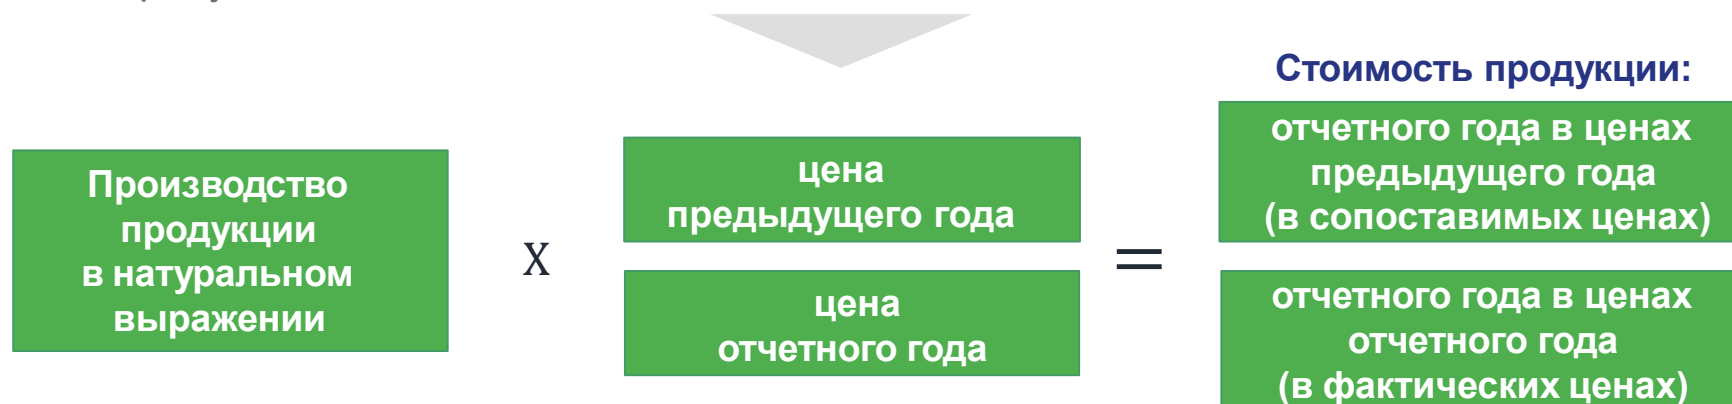 Производство
продукции
в натуральном
выражении
х
цена
предыдущего года
цена
отчетного года
=
Стоимость продукции:
отчетного года в ценах
предыдущего года
(в сопоставимых ценах)
отчетного года в ценах
отчетного года
(в фактических ценах)